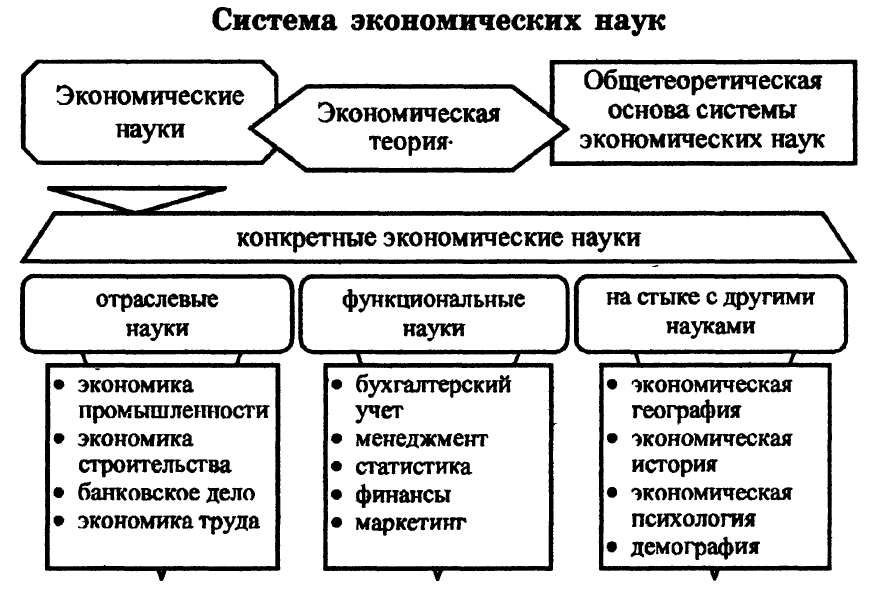 Система экономических наук
Экономические
науки
Экономическая
теория
Общетеоретическая
основа системы
экономических наук
конкретные экономические науки
отраслевые
науки
функциональные
науки
на стыке с другими
науками
• экономика
промышленности
• экономика
строительства
• банковское дело
• экономика труда
• бухгалтерский
учет
• менеджмент
• статистика
• финансы
• маркетинг
• экономическая
география
• экономическая
история
• экономическая
психология
• демография